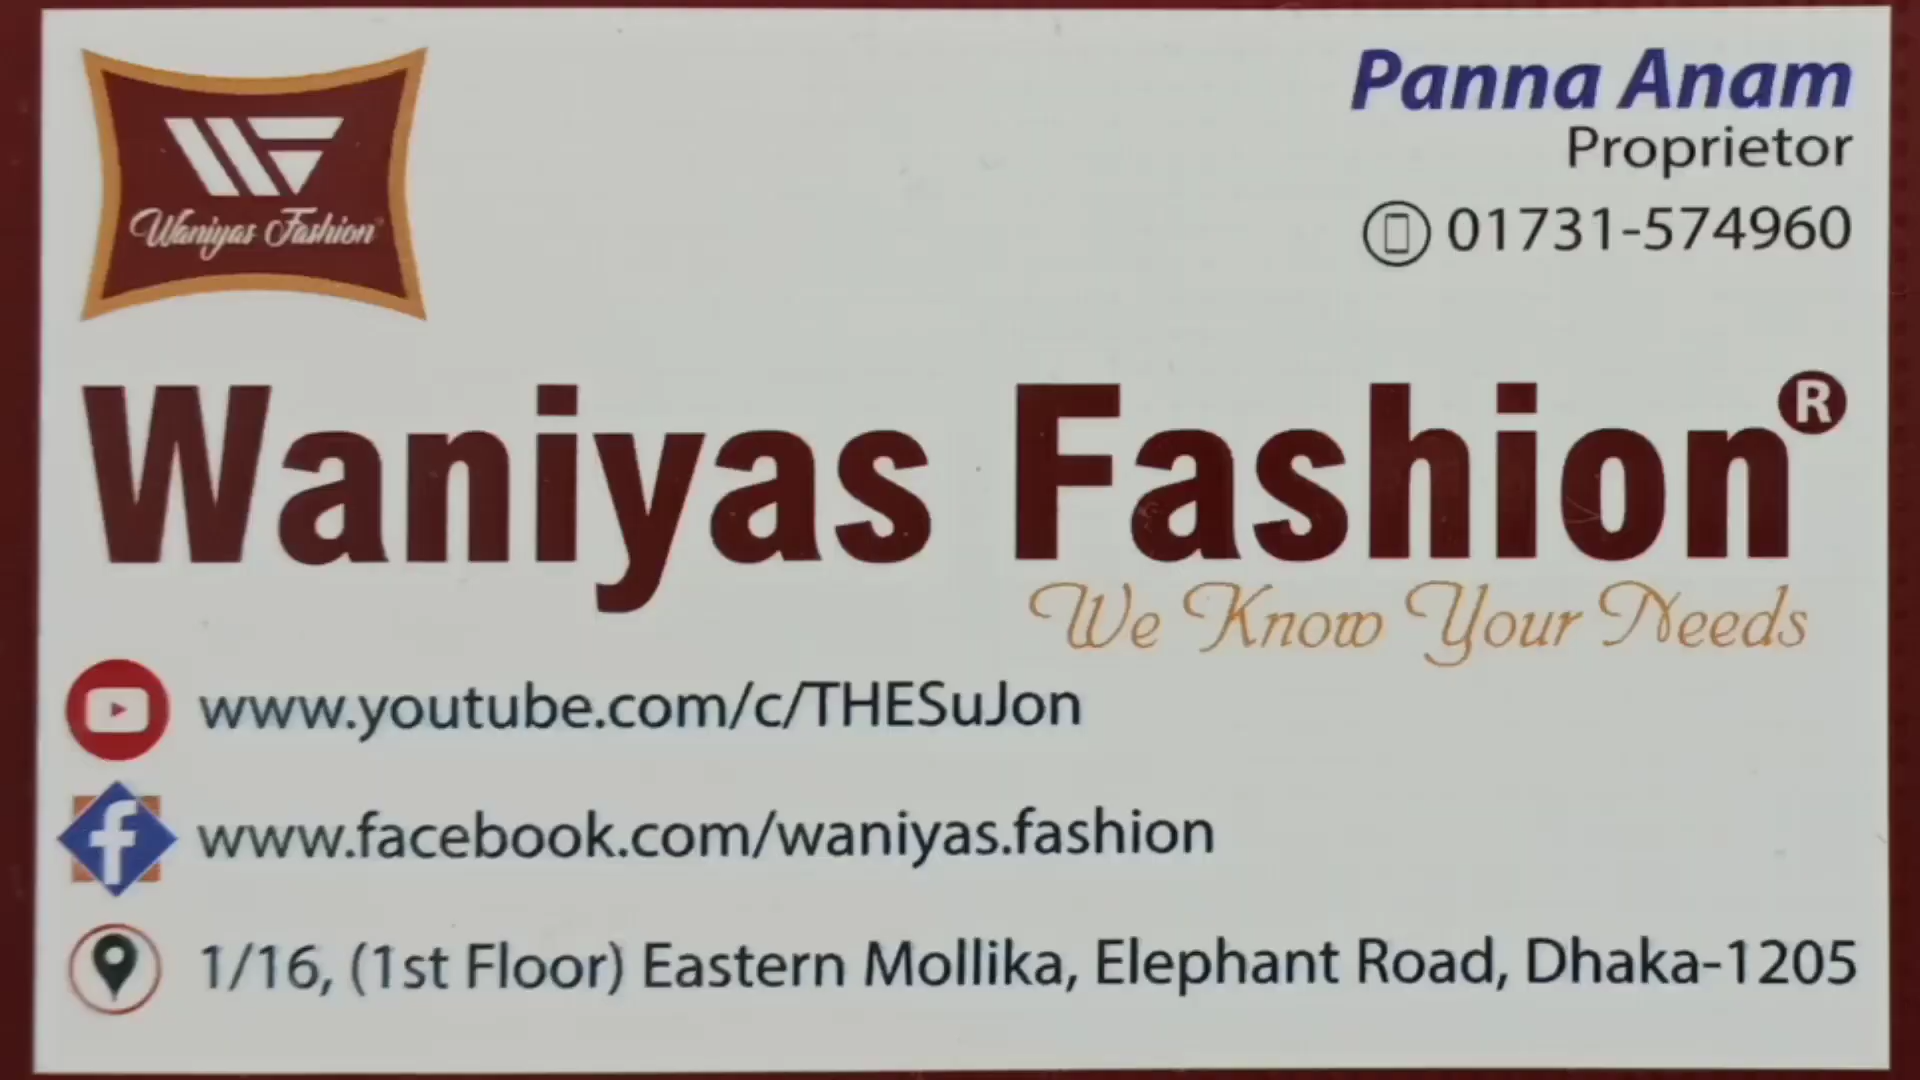 WF
Waniyas Fashion
Panna Anam
Proprietor
01731-574960
Waniyas Fashion®
We Know Your Needs
www.youtube.com/c/THESuJon
www.facebook.com/waniyas.fashion
1/16, (1st Floor) Eastern Mollika, Elephant Road, Dhaka-1205